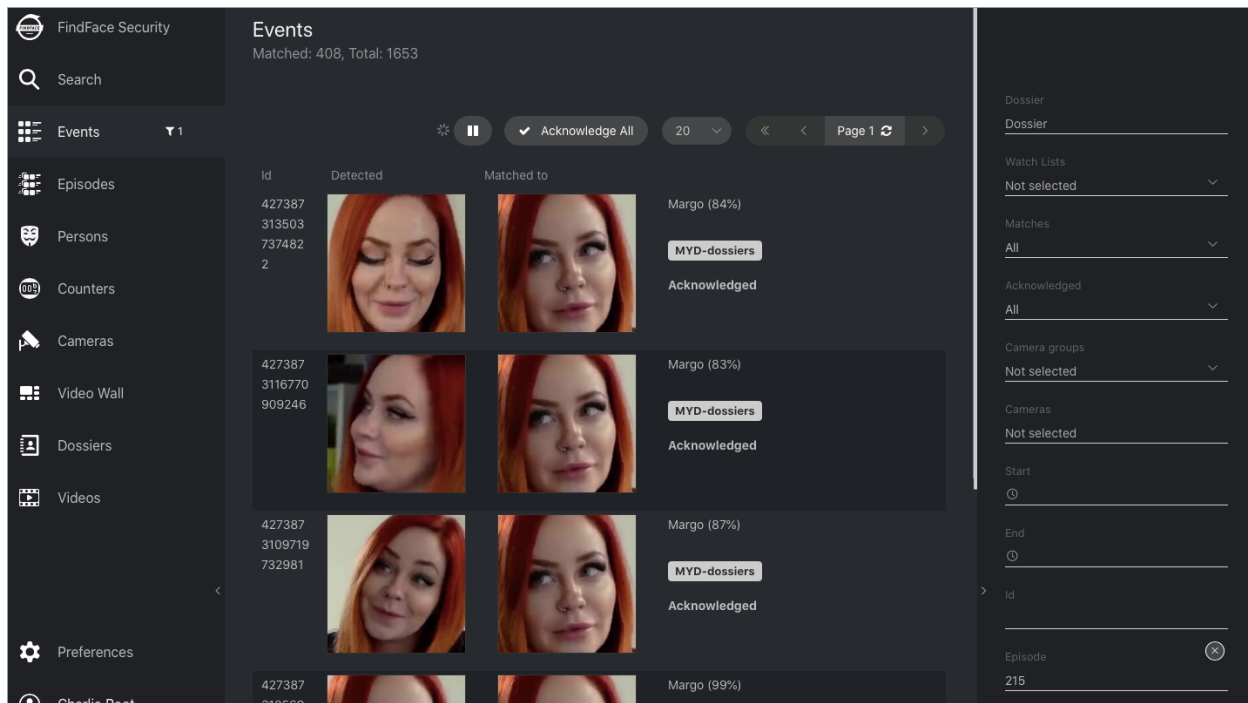 FINDFACE
FindFace Security
Search
Events
1
Episodes
Persons
009
Counters
Cameras
Video Wall
Dossiers
Videos
Preferences
Events
Matched: 408, Total: 1653
Acknowledge All
20
Page 1
Id
Detected
Matched to
427387
313503
737482
2
Margo (84%)
MYD-dossiers
Acknowledged
427387
3116770
909246
Margo (83%)
MYD-dossiers
Acknowledged
427387
3109719
732981
Margo (87%)
MYD-dossiers
Acknowledged
427387
Margo (99%)
Dossier
Dossier
Watch Lists
Not selected
Matches
All
Acknowledged
All
Camera groups
Not selected
Cameras
Not selected
Start
End
Id
Episode
215